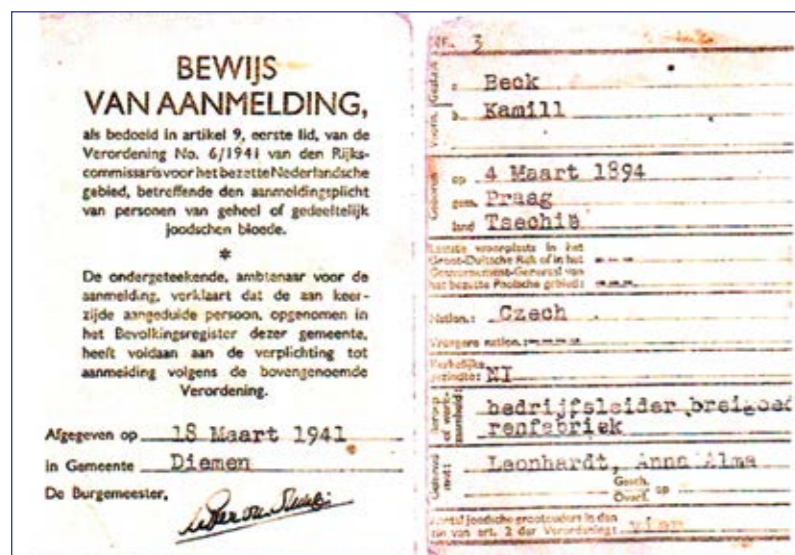 BEWIJS
VAN AANMELDING,
als bedoeld in artikel 9, eerste lid, van de
Verordening No. 6/1941 van den Rijks-
commissaris voor het bezette Nederlandsche
gebied, betreffende den aanmeldingsplicht
van personen van geheel of gedeeltelijk
joodschen bloede.
*
De ondergeteekende, ambtenaar voor de
aanmelding, verklaart dat de aan keer-
zijde aangeduide persoon, opgenomen in
het Bevolkingsregister dezer gemeente,
heeft voldaan aan de verplichting tot
aanmelding volgens de bovengenoemde
Verordening.
Afgegeven op 18 Maart 1941
in Gemeente Diemen
De Burgemeester,
Nr. 3
Beck
Kamill
op 4 Maart 1894
gem. Praag
land Tsechië
Laatste woonplaats in het
Groot-Duitsche Rijk of in het
Gouvernement-Generaal van
het bezette Poolsche gebied: ---
Nation.: Czech
Vroegere nation.: ----
Kerkelijke
gezindte: NI
bedrijfsleider breigoed
renfabriek
Leonhardt, Anna Alma
Gesch.
Overl. op
Aantal joodsche grootouders in den
zin van art. 2 der Verordening: vier